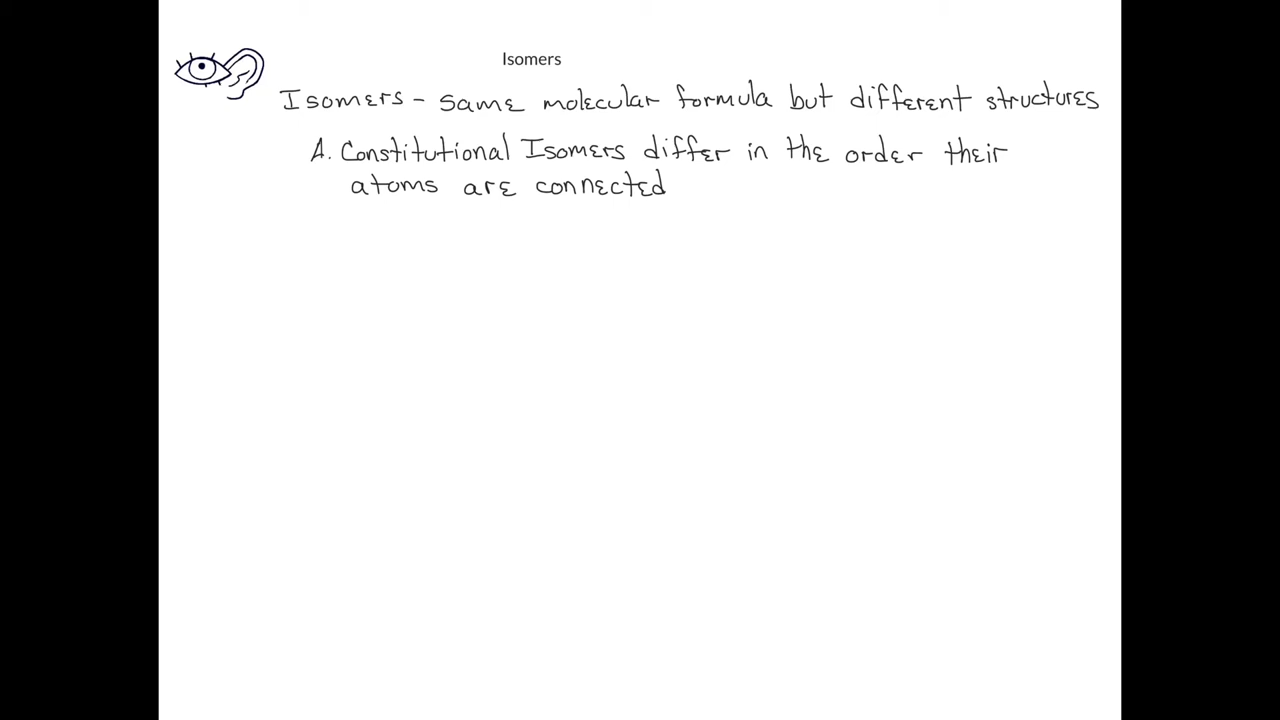 Isomers
Isomers - same molecular formula but different structures
A. Constitutional Isomers differ in the order their
atoms are connected